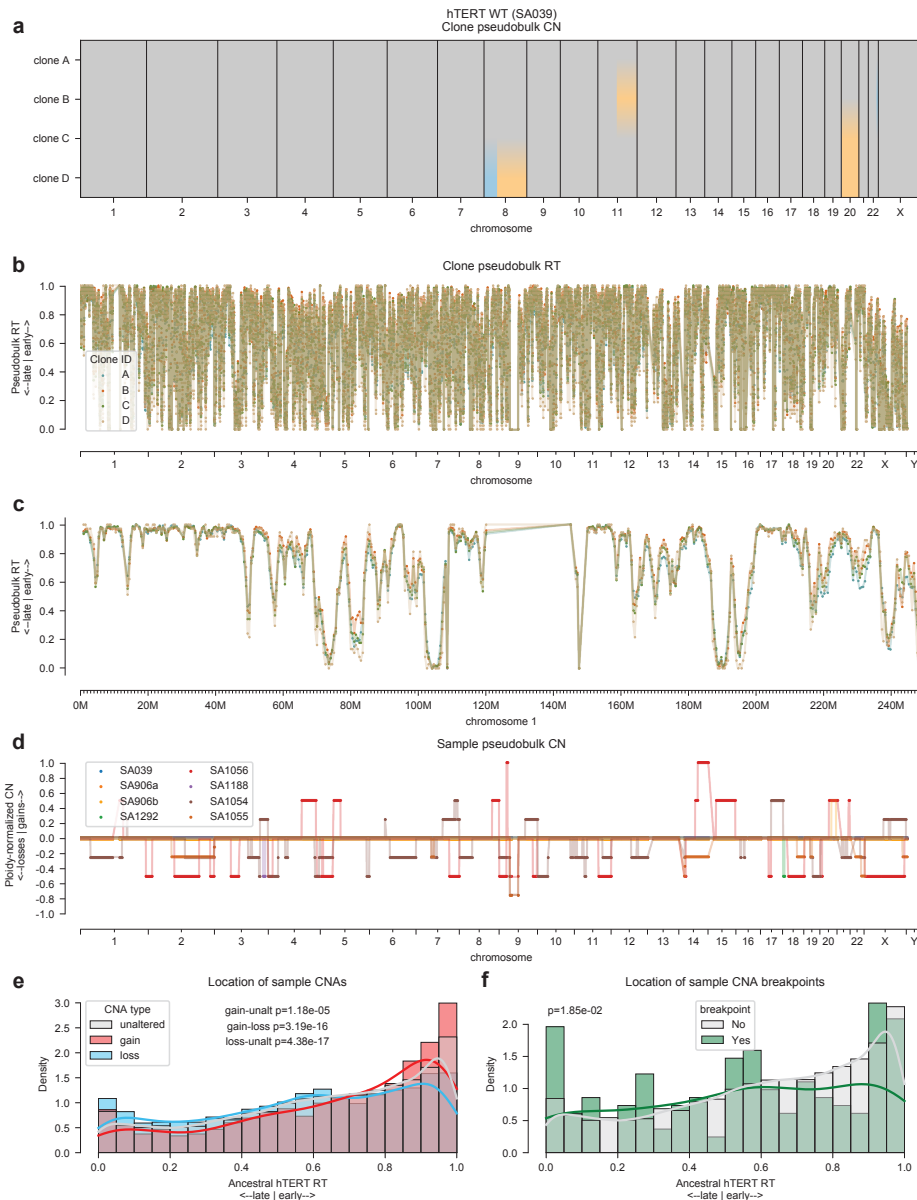 hTERT WT (SA039)
a
Clone pseudobulk CN
clone A
clone B
clone C
clone D
1 2 3 4 5 6 7 8 9 10 11 12 13 14 15 16 17 18 19 20 22 X
chromosome
b
Clone pseudobulk RT
Pseudobulk RT
<--late | early-->
1.0
0.8
0.6
0.4
0.2
0.0
Clone ID
A
B
C
D
1 2 3 4 5 6 7 8 9 10 11 12 13 14 15 16 17 18 19 20 22 X Y
chromosome
c
Pseudobulk RT
<--late | early-->
1.0
0.8
0.6
0.4
0.2
0.0
0M 20M 40M 60M 80M 100M 120M 140M 160M 180M 200M 220M 240M
chromosome 1
d
Sample pseudobulk CN
Ploidy-normalized CN
<--losses | gains-->
1.0
0.8
0.6
0.4
0.2
0.0
-0.2
-0.4
-0.6
-0.8
-1.0
SA039 SA1056
SA906a SA1188
SA906b SA1054
SA1292 SA1055
1 2 3 4 5 6 7 8 9 10 11 12 13 14 15 16 17 18 19 20 22 X Y
chromosome
e
Location of sample CNAs
Density
3.0
2.5
2.0
1.5
1.0
0.5
0.0
CNA type
unaltered
gain
loss
gain-unalt p=1.18e-05
gain-loss p=3.19e-16
loss-unalt p=4.38e-17
0.0 0.2 0.4 0.6 0.8 1.0
Ancestral hTERT RT
<--late | early-->
f
Location of sample CNA breakpoints
Density
2.0
1.5
1.0
0.5
0.0
p=1.85e-02
breakpoint
No
Yes
0.0 0.2 0.4 0.6 0.8 1.0
Ancestral hTERT RT
<--late | early-->